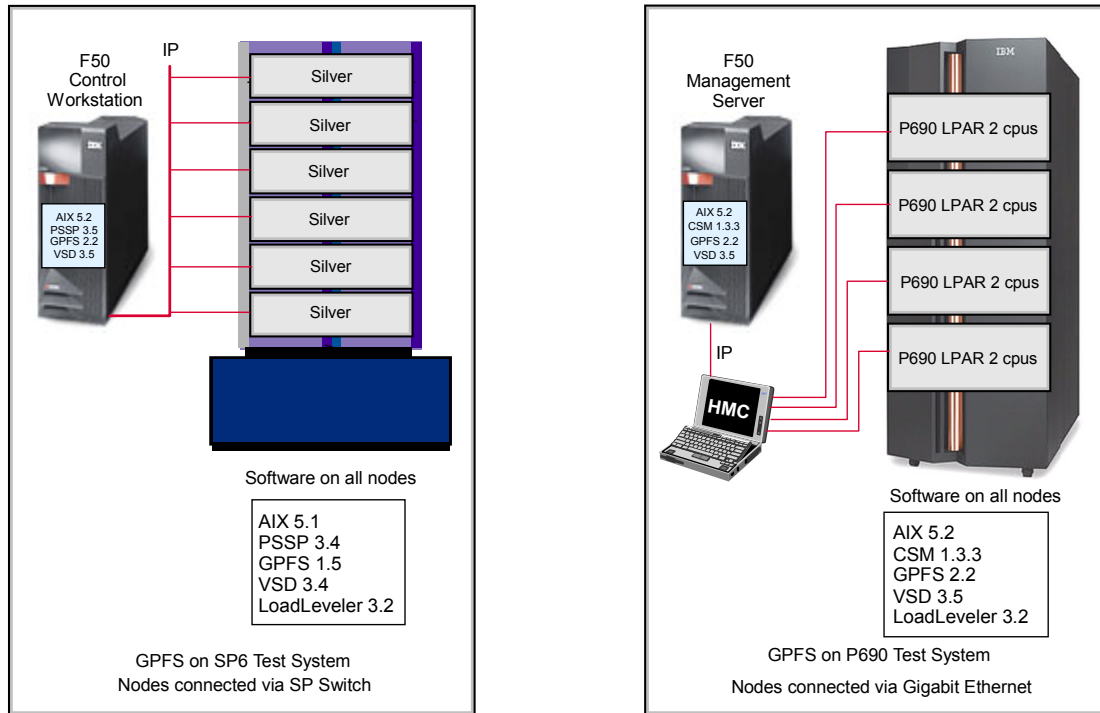 F50
Control
Workstation
IP
AIX 5.2
PSSP 3.5
GPFS 2.2
VSD 3.5
Silver
Silver
Silver
Silver
Silver
Silver
Software on all nodes
AIX 5.1
PSSP 3.4
GPFS 1.5
VSD 3.4
LoadLeveler 3.2
GPFS on SP6 Test System
Nodes connected via SP Switch
F50
Management
Server
AIX 5.2
CSM 1.3.3
GPFS 2.2
VSD 3.5
IP
HMC
IBM
P690 LPAR 2 cpus
P690 LPAR 2 cpus
P690 LPAR 2 cpus
P690 LPAR 2 cpus
Software on all nodes
AIX 5.2
CSM 1.3.3
GPFS 2.2
VSD 3.5
LoadLeveler 3.2
GPFS on P690 Test System
Nodes connected via Gigabit Ethernet